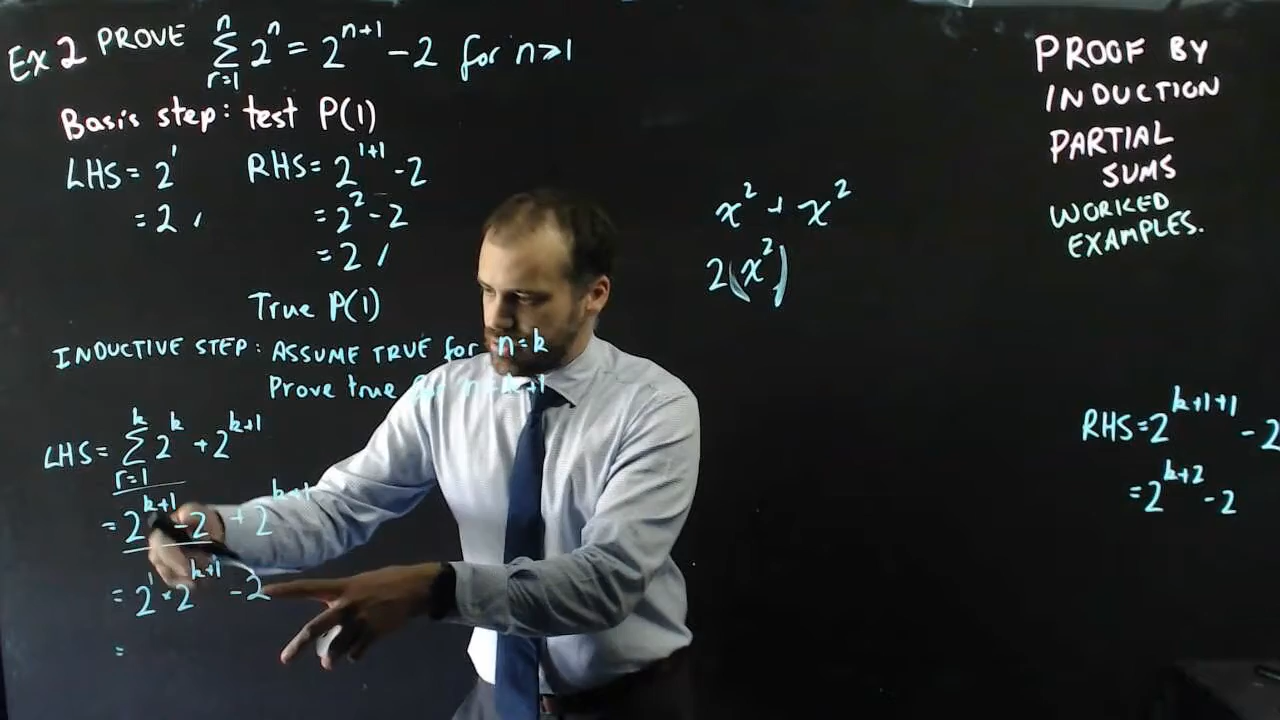 Ex 2 PROVE n Σ r=1 2^n = 2^(n+1) - 2 for n ≥ 1
Basis step: test P(1)
LHS = 2^1
= 2 ,
RHS = 2^(1+1) - 2
= 2^2 - 2
= 2 ,
True P(1)
INDUCTIVE STEP: ASSUME TRUE for n=k
Prove true for n=k+1
LHS = k Σ r=1 2^k + 2^(k+1)
= 2^(k+1) - 2 + 2^(k+1)
= 2^1 × 2^(k+1) - 2
=
x^2 + x^2
2(x^2)
PROOF BY
INDUCTION
PARTIAL
SUMS
WORKED
EXAMPLES.
RHS = 2^(k+1+1) - 2
= 2^(k+2) - 2